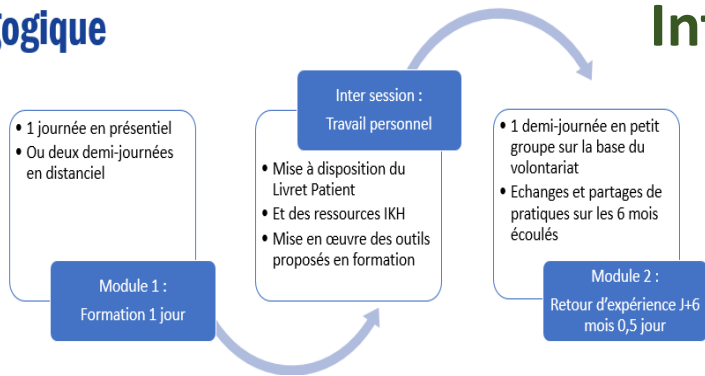 gogique
Int
• 1 journée en présentiel
• Ou deux demi-journées
en distanciel
Module 1 :
Formation 1 jour
Inter session :
Travail personnel
• Mise à disposition du
Livret Patient
• Et des ressources IKH
• Mise en œuvre des outils
proposés en formation
• 1 demi-journée en petit
groupe sur la base du
volontariat
• Echanges et partages de
pratiques sur les 6 mois
écoulés
Module 2 :
Retour d'expérience J+6
mois 0,5 jour